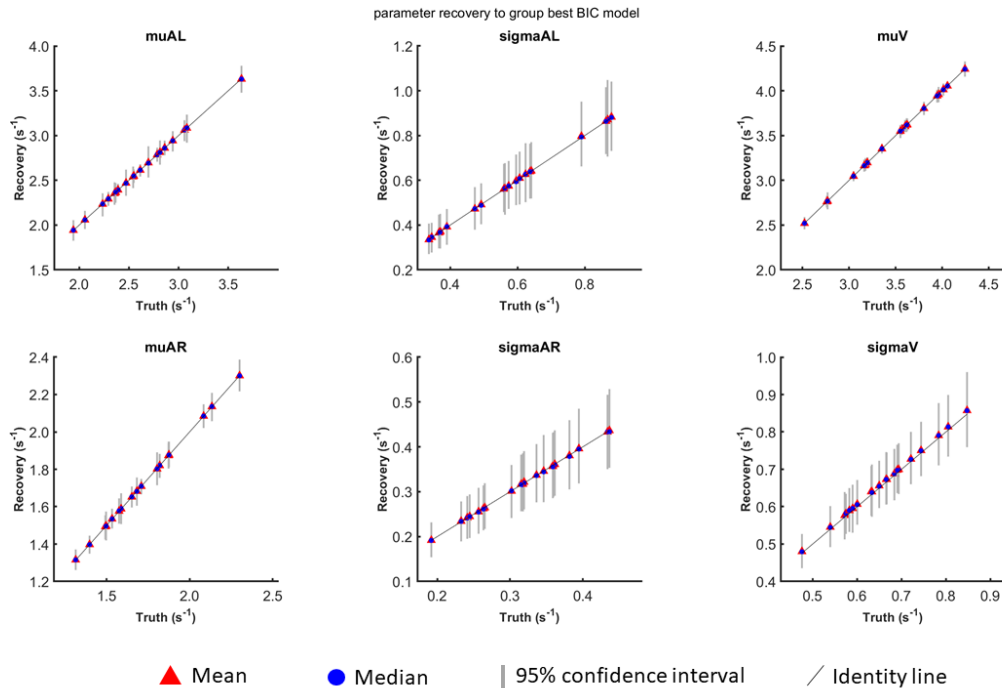 parameter recovery to group best BIC model
muAL
sigmaAL
muV
4.0
3.5
3.0
2.5
2.0
1.5
Recovery (s⁻¹)
2.0 2.5 3.0 3.5
Truth (s⁻¹)
1.2
1.0
0.8
0.6
0.4
0.2
Recovery (s⁻¹)
0.4 0.6 0.8
Truth (s⁻¹)
4.5
4.0
3.5
3.0
2.5
2.0
Recovery (s⁻¹)
2.5 3.0 3.5 4.0 4.5
Truth (s⁻¹)
muAR
sigmaAR
sigmaV
2.4
2.2
2.0
1.8
1.6
1.4
1.2
Recovery (s⁻¹)
1.5 2.0 2.5
Truth (s⁻¹)
0.6
0.5
0.4
0.3
0.2
0.1
Recovery (s⁻¹)
0.2 0.3 0.4
Truth (s⁻¹)
1.0
0.9
0.8
0.7
0.6
0.5
0.4
Recovery (s⁻¹)
0.5 0.6 0.7 0.8 0.9
Truth (s⁻¹)
Mean Median 95% confidence interval Identity line